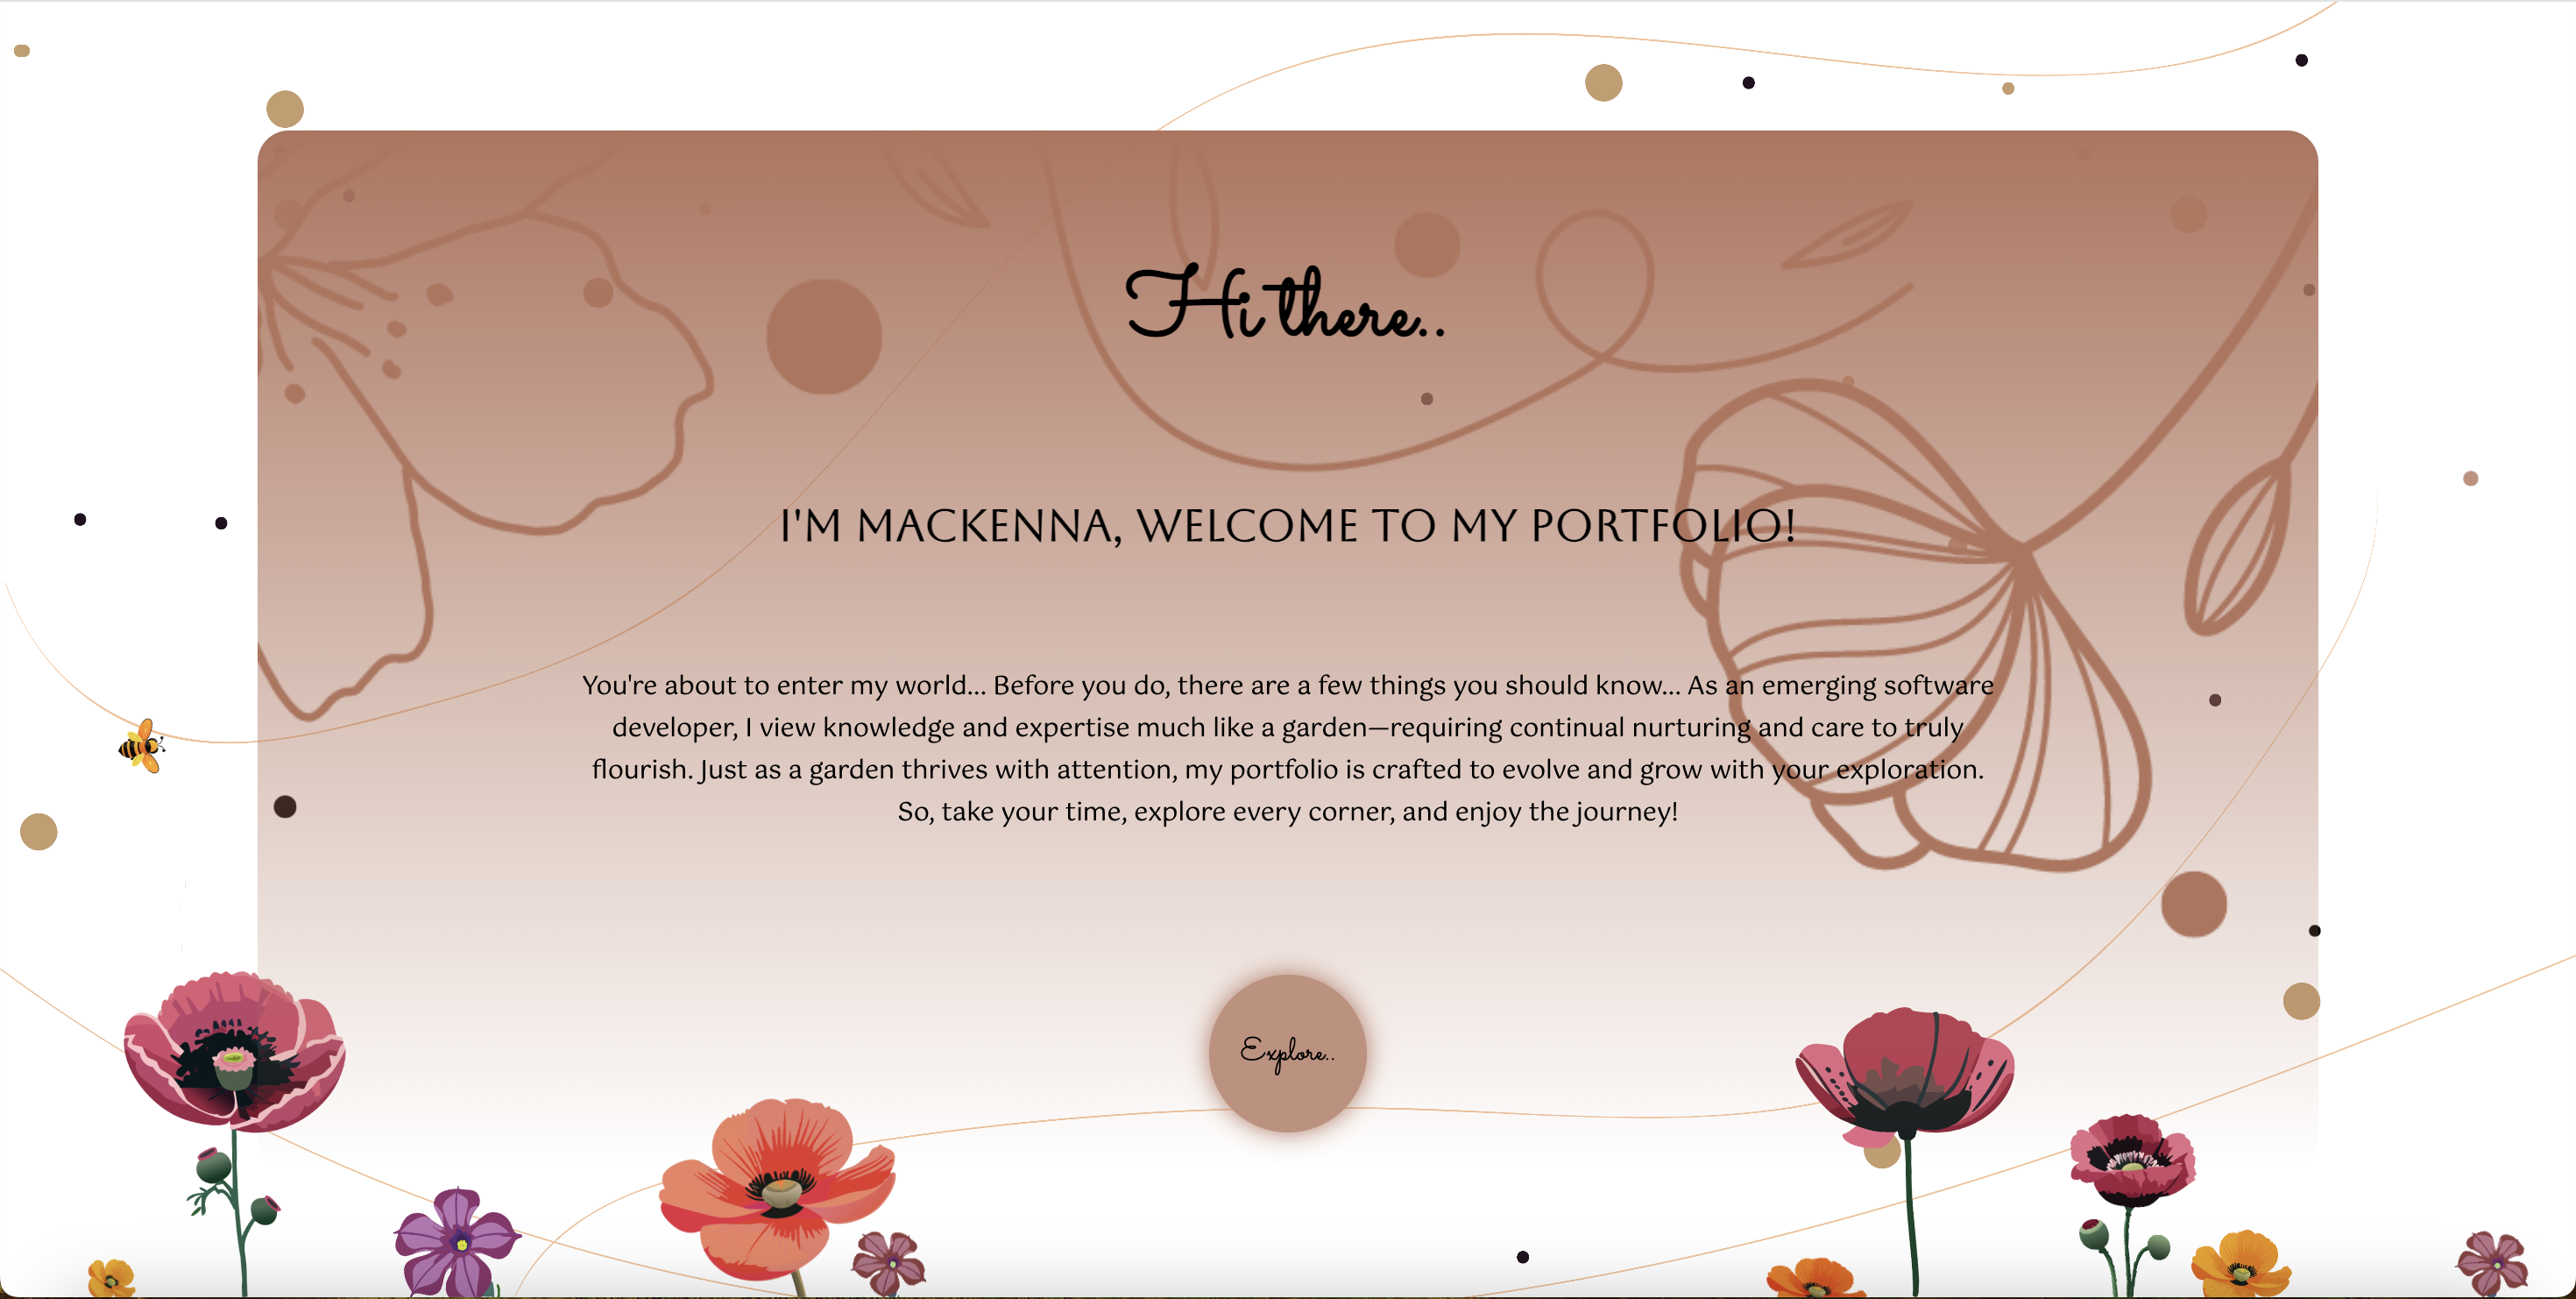 Hi there..
I'M MACKENNA, WELCOME TO MY PORTFOLIO!
You're about to enter my world... Before you do, there are a few things you should know... As an emerging software
developer, I view knowledge and expertise much like a garden—requiring continual nurturing and care to truly
flourish. Just as a garden thrives with attention, my portfolio is crafted to evolve and grow with your exploration.
So, take your time, explore every corner, and enjoy the journey!
Explore..